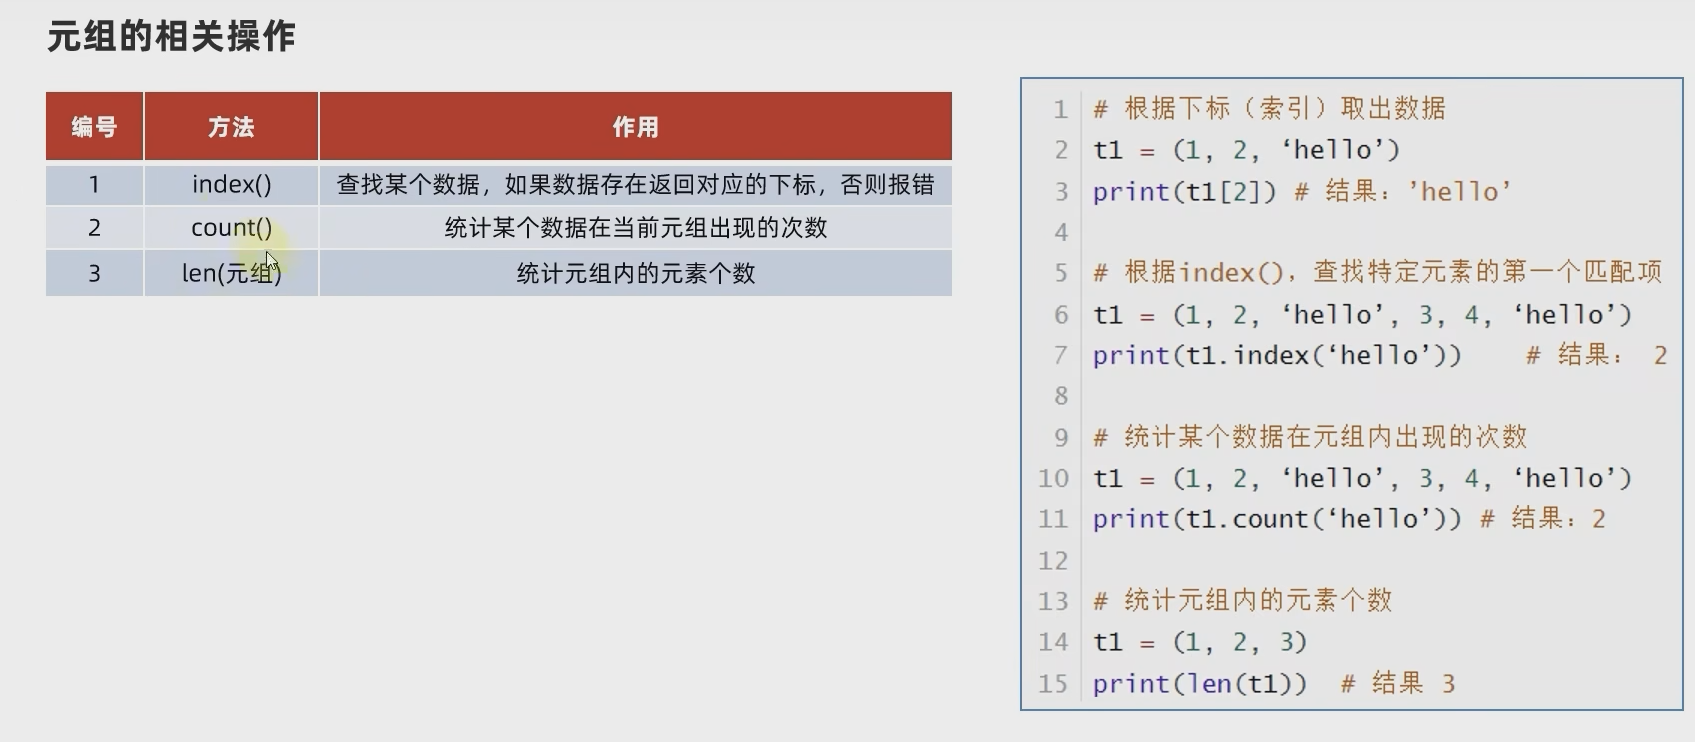 元组的相关操作
编号 方法 作用
1 index() 查找某个数据，如果数据存在返回对应的下标，否则报错
2 count() 统计某个数据在当前元组出现的次数
3 len(元组) 统计元组内的元素个数
1 # 根据下标（索引）取出数据
2 t1 = (1, 2, ‘hello’)
3 print(t1[2]) # 结果：’hello’
4
5 # 根据index()，查找特定元素的第一个匹配项
6 t1 = (1, 2, ‘hello’, 3, 4, ‘hello’)
7 print(t1.index(‘hello’)) # 结果： 2
8
9 # 统计某个数据在元组内出现的次数
10 t1 = (1, 2, ‘hello’, 3, 4, ‘hello’)
11 print(t1.count(‘hello’)) # 结果：2
12
13 # 统计元组内的元素个数
14 t1 = (1, 2, 3)
15 print(len(t1)) # 结果 3